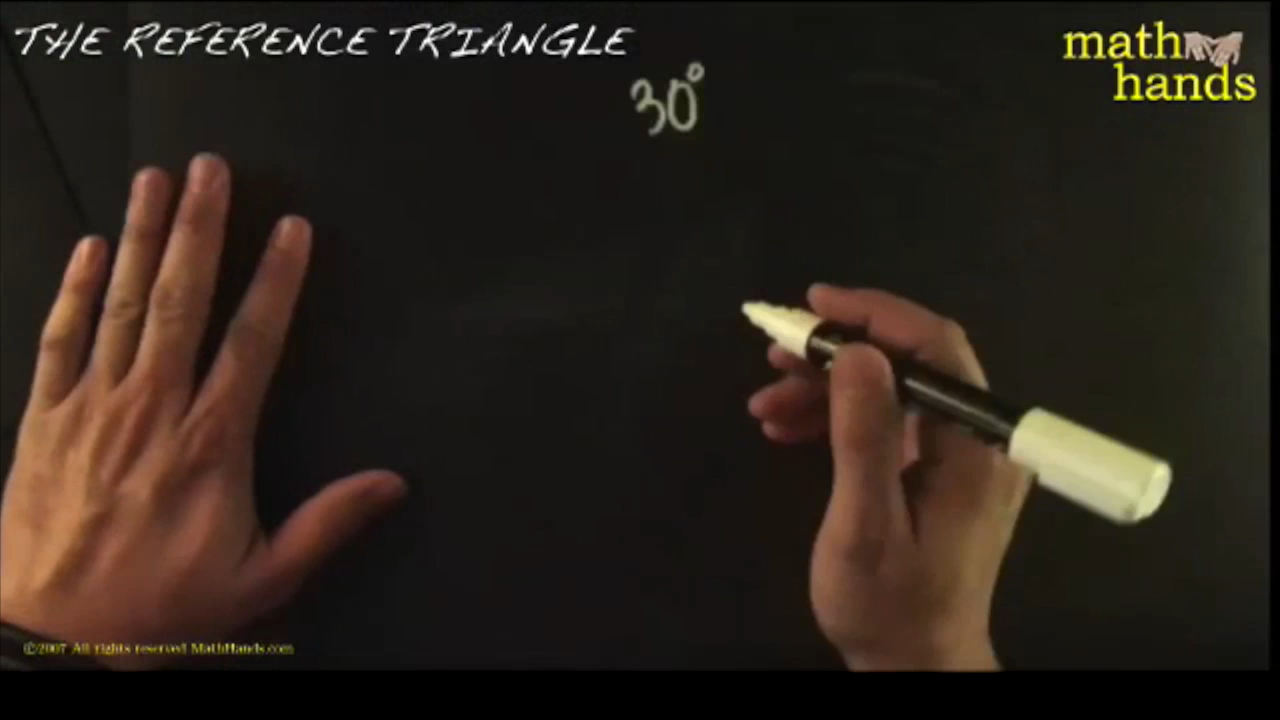 THE REFERENCE TRIANGLE
math
hands
30°
©2007 All rights reserved MathHands.com